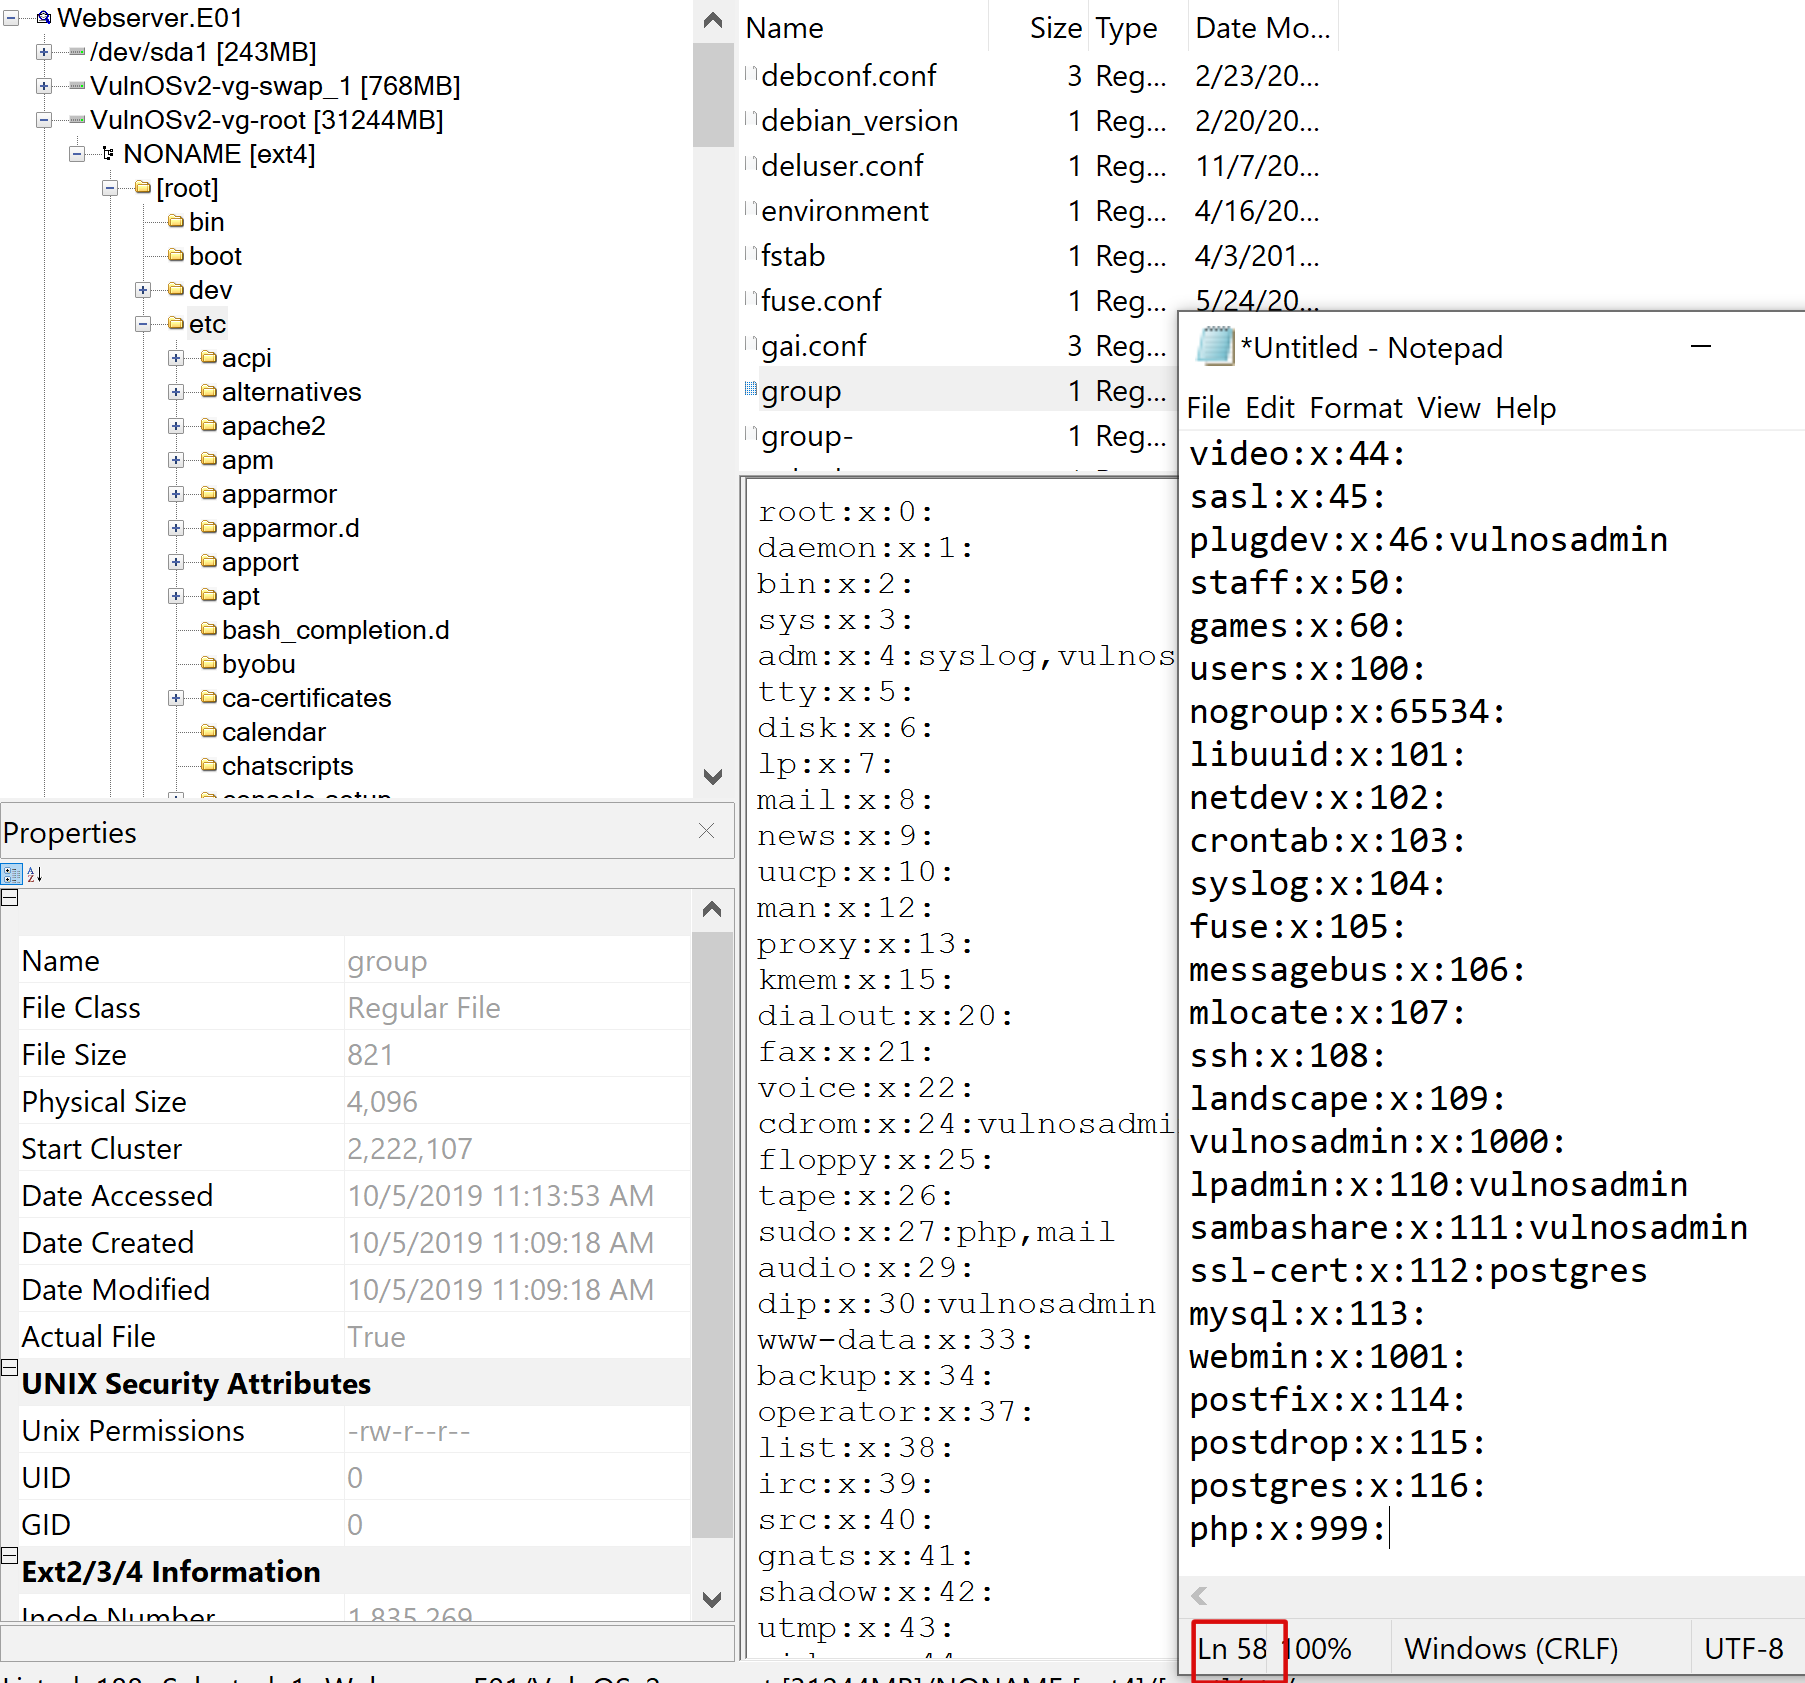 Webserver.E01
/dev/sda1 [243MB]
VulnOSv2-vg-swap_1 [768MB]
VulnOSv2-vg-root [31244MB]
NONAME [ext4]
[root]
bin
boot
dev
etc
acpi
alternatives
apache2
apm
apparmor
apparmor.d
apport
apt
bash_completion.d
byobu
ca-certificates
calendar
chatscripts
console-setup
Properties
Name group
File Class Regular File
File Size 821
Physical Size 4,096
Start Cluster 2,222,107
Date Accessed 10/5/2019 11:13:53 AM
Date Created 10/5/2019 11:09:18 AM
Date Modified 10/5/2019 11:09:18 AM
Actual File True
UNIX Security Attributes
Unix Permissions -rw-r--r--
UID 0
GID 0
Ext2/3/4 Information
Inode Number 1,835,269
Name Size Type Date Mo...
debconf.conf 3 Reg... 2/23/20...
debian_version 1 Reg... 2/20/20...
deluser.conf 1 Reg... 11/7/20...
environment 1 Reg... 4/16/20...
fstab 1 Reg... 4/3/201...
fuse.conf 1 Reg... 5/24/20...
gai.conf 3 Reg...
group 1 Reg...
group- 1 Reg...
root:x:0:
daemon:x:1:
bin:x:2:
sys:x:3:
adm:x:4:syslog,vulnos
tty:x:5:
disk:x:6:
lp:x:7:
mail:x:8:
news:x:9:
uucp:x:10:
man:x:12:
proxy:x:13:
kmem:x:15:
dialout:x:20:
fax:x:21:
voice:x:22:
cdrom:x:24:vulnosadmi
floppy:x:25:
tape:x:26:
sudo:x:27:php,mail
audio:x:29:
dip:x:30:vulnosadmin
www-data:x:33:
backup:x:34:
operator:x:37:
list:x:38:
irc:x:39:
src:x:40:
gnats:x:41:
shadow:x:42:
utmp:x:43:
*Untitled - Notepad
File Edit Format View Help
video:x:44:
sasl:x:45:
plugdev:x:46:vulnosadmin
staff:x:50:
games:x:60:
users:x:100:
nogroup:x:65534:
libuuid:x:101:
netdev:x:102:
crontab:x:103:
syslog:x:104:
fuse:x:105:
messagebus:x:106:
mlocate:x:107:
ssh:x:108:
landscape:x:109:
vulnosadmin:x:1000:
lpadmin:x:110:vulnosadmin
sambashare:x:111:vulnosadmin
ssl-cert:x:112:postgres
mysql:x:113:
webmin:x:1001:
postfix:x:114:
postdrop:x:115:
postgres:x:116:
php:x:999:
Ln 58 100% Windows (CRLF) UTF-8